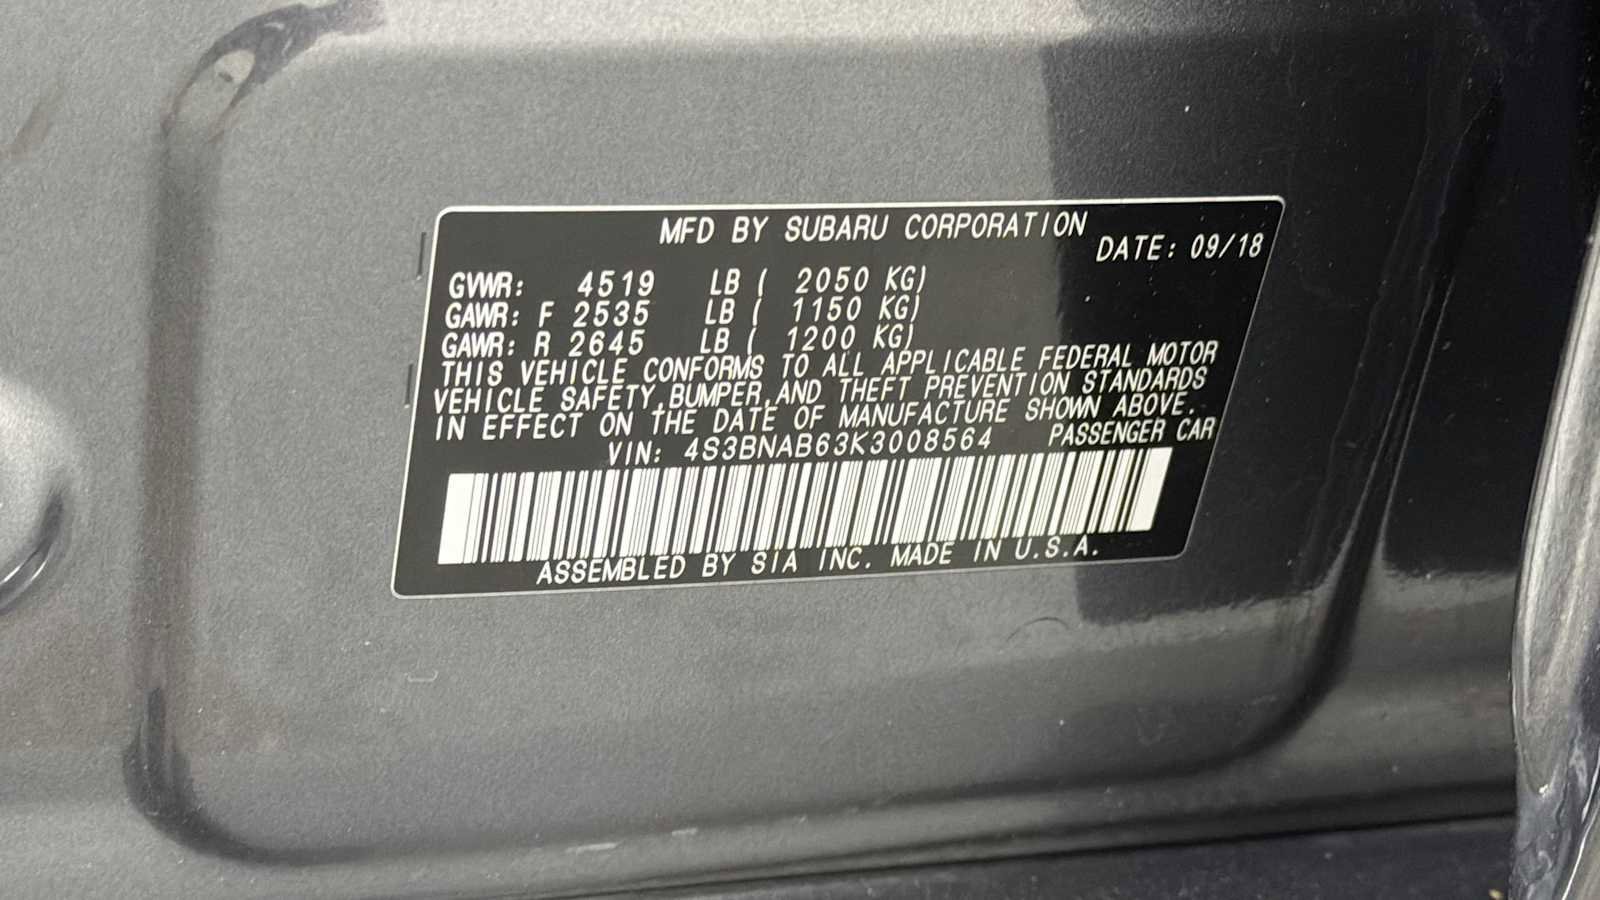 MFD BY SUBARU CORPORATION
DATE: 09/18
GVWR: 4519 LB ( 2050 KG)
GAWR: F 2535 LB ( 1150 KG)
GAWR: R 2645 LB ( 1200 KG)
THIS VEHICLE CONFORMS TO ALL APPLICABLE FEDERAL MOTOR
VEHICLE SAFETY,BUMPER,AND THEFT PREVENTION STANDARDS
IN EFFECT ON THE DATE OF MANUFACTURE SHOWN ABOVE.
VIN: 4S3BNAB63K3008564 PASSENGER CAR
ASSEMBLED BY SIA INC. MADE IN U.S.A.